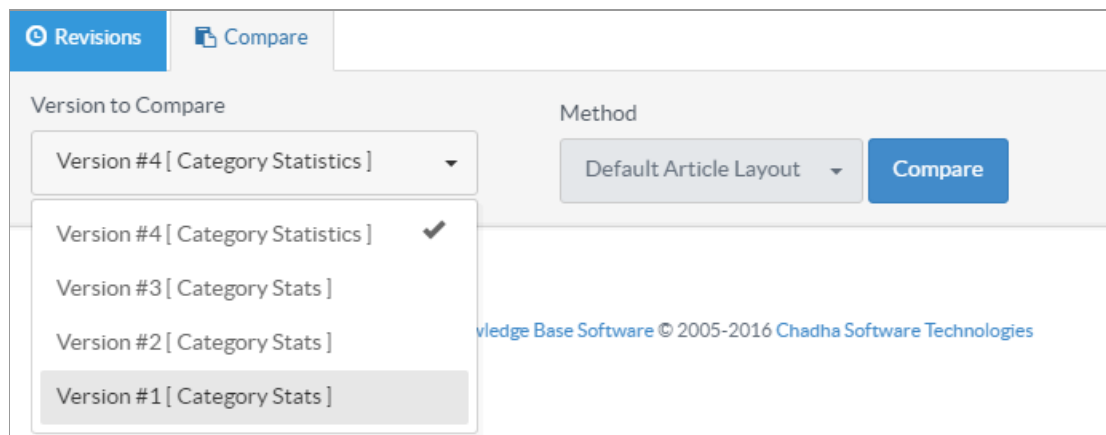 Revisions
Compare
Version to Compare
Method
Version #4 [ Category Statistics ]
Default Article Layout
Compare
Version #4 [ Category Statistics ]
Version #3 [ Category Stats ]
Version #2 [ Category Stats ]
Version #1 [ Category Stats ]
Base Software © 2005-2016 Chadha Software Technologies